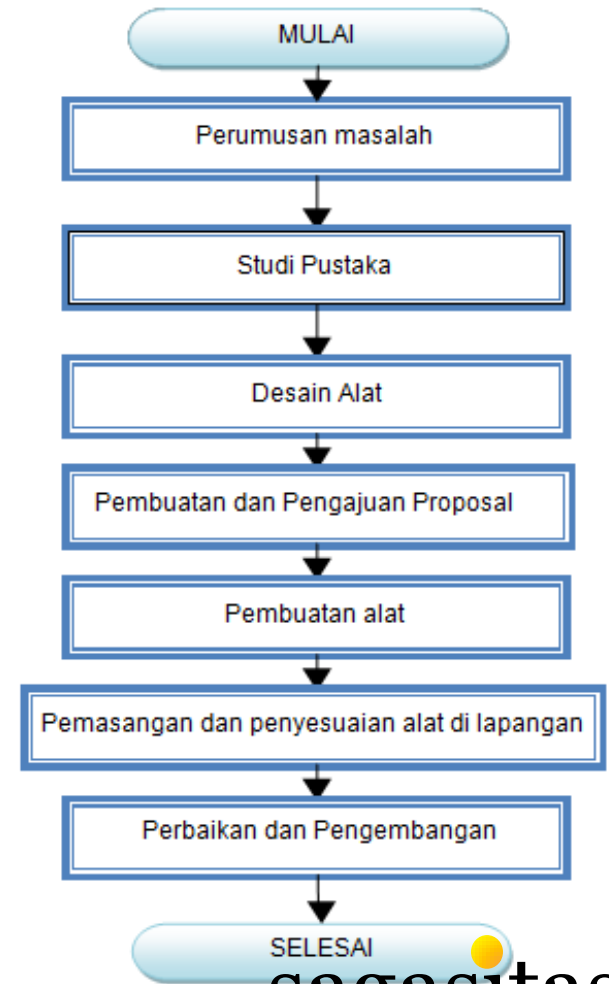 MULAI
Perumusan masalah
Studi Pustaka
Desain Alat
Pembuatan dan Pengajuan Proposal
Pembuatan alat
Pemasangan dan penyesuaian alat di lapangan
Perbaikan dan Pengembangan
SELESAI